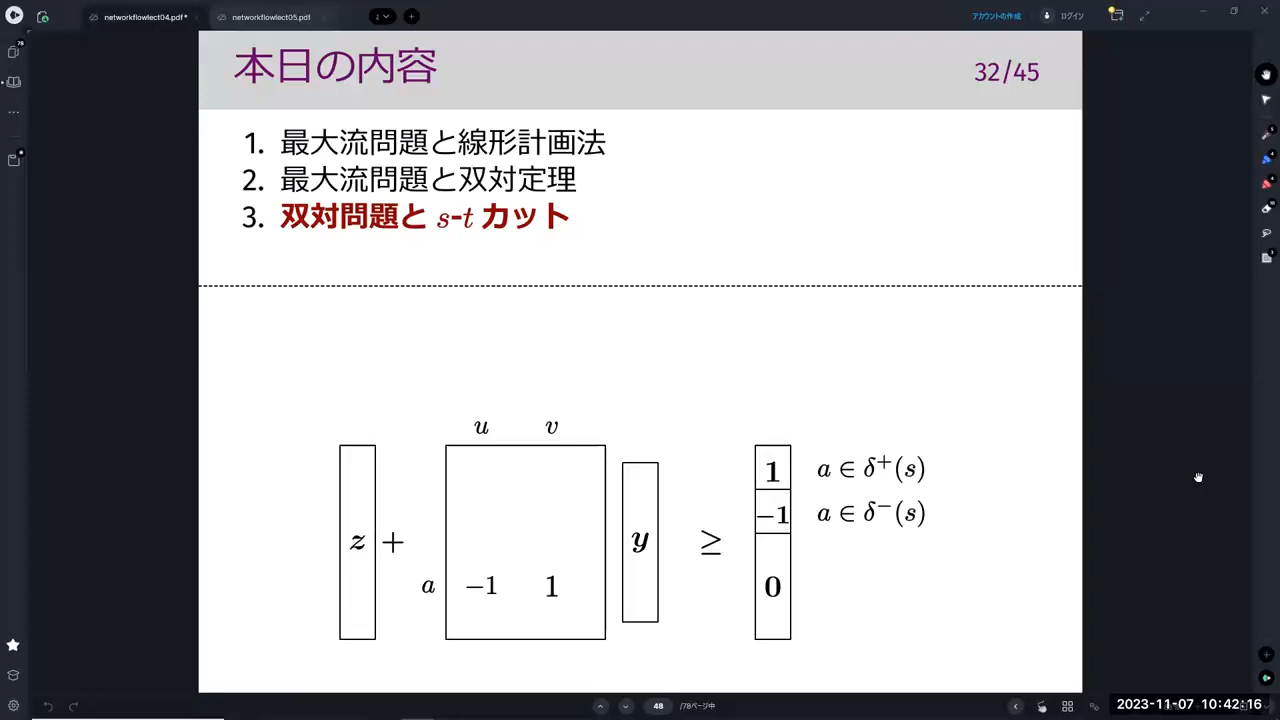 networkflowlect04.pdf* networkflowlect05.pdf 2 アカウントの作成 ログイン
本日の内容 32/45
1. 最大流問題と線形計画法
2. 最大流問題と双対定理
3. 双対問題と s-t カット
u v
1 a ∈ δ⁺(s)
−1 a ∈ δ⁻(s)
z + y ≥
a −1 1 0
48 /78ページ中
2023-11-07 10:42:16